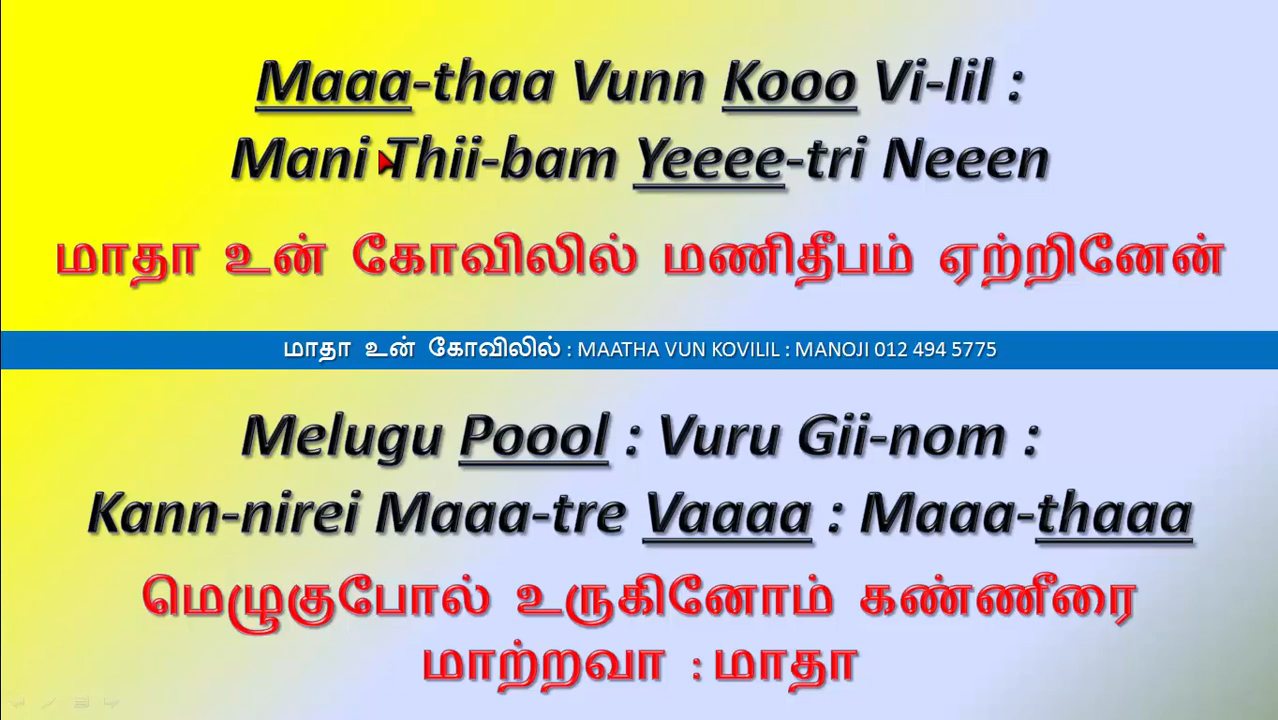 Maaa-thaa Vunn Kooo Vi-lil :
Mani Thii-bam Yeeee-tri Neeen
மாதா உன் கோவிலில் மணிதீபம் ஏற்றினேன்
மாதா உன் கோவிலில் : MAATHA VUN KOVILIL : MANOJI 012 494 5775
Melugu Poool : Vuru Gii-nom :
Kann-nirei Maaa-tre Vaaaa : Maaa-thaaa
மெழுகுபோல் உருகினோம் கண்ணீரை
மாற்றவா : மாதா